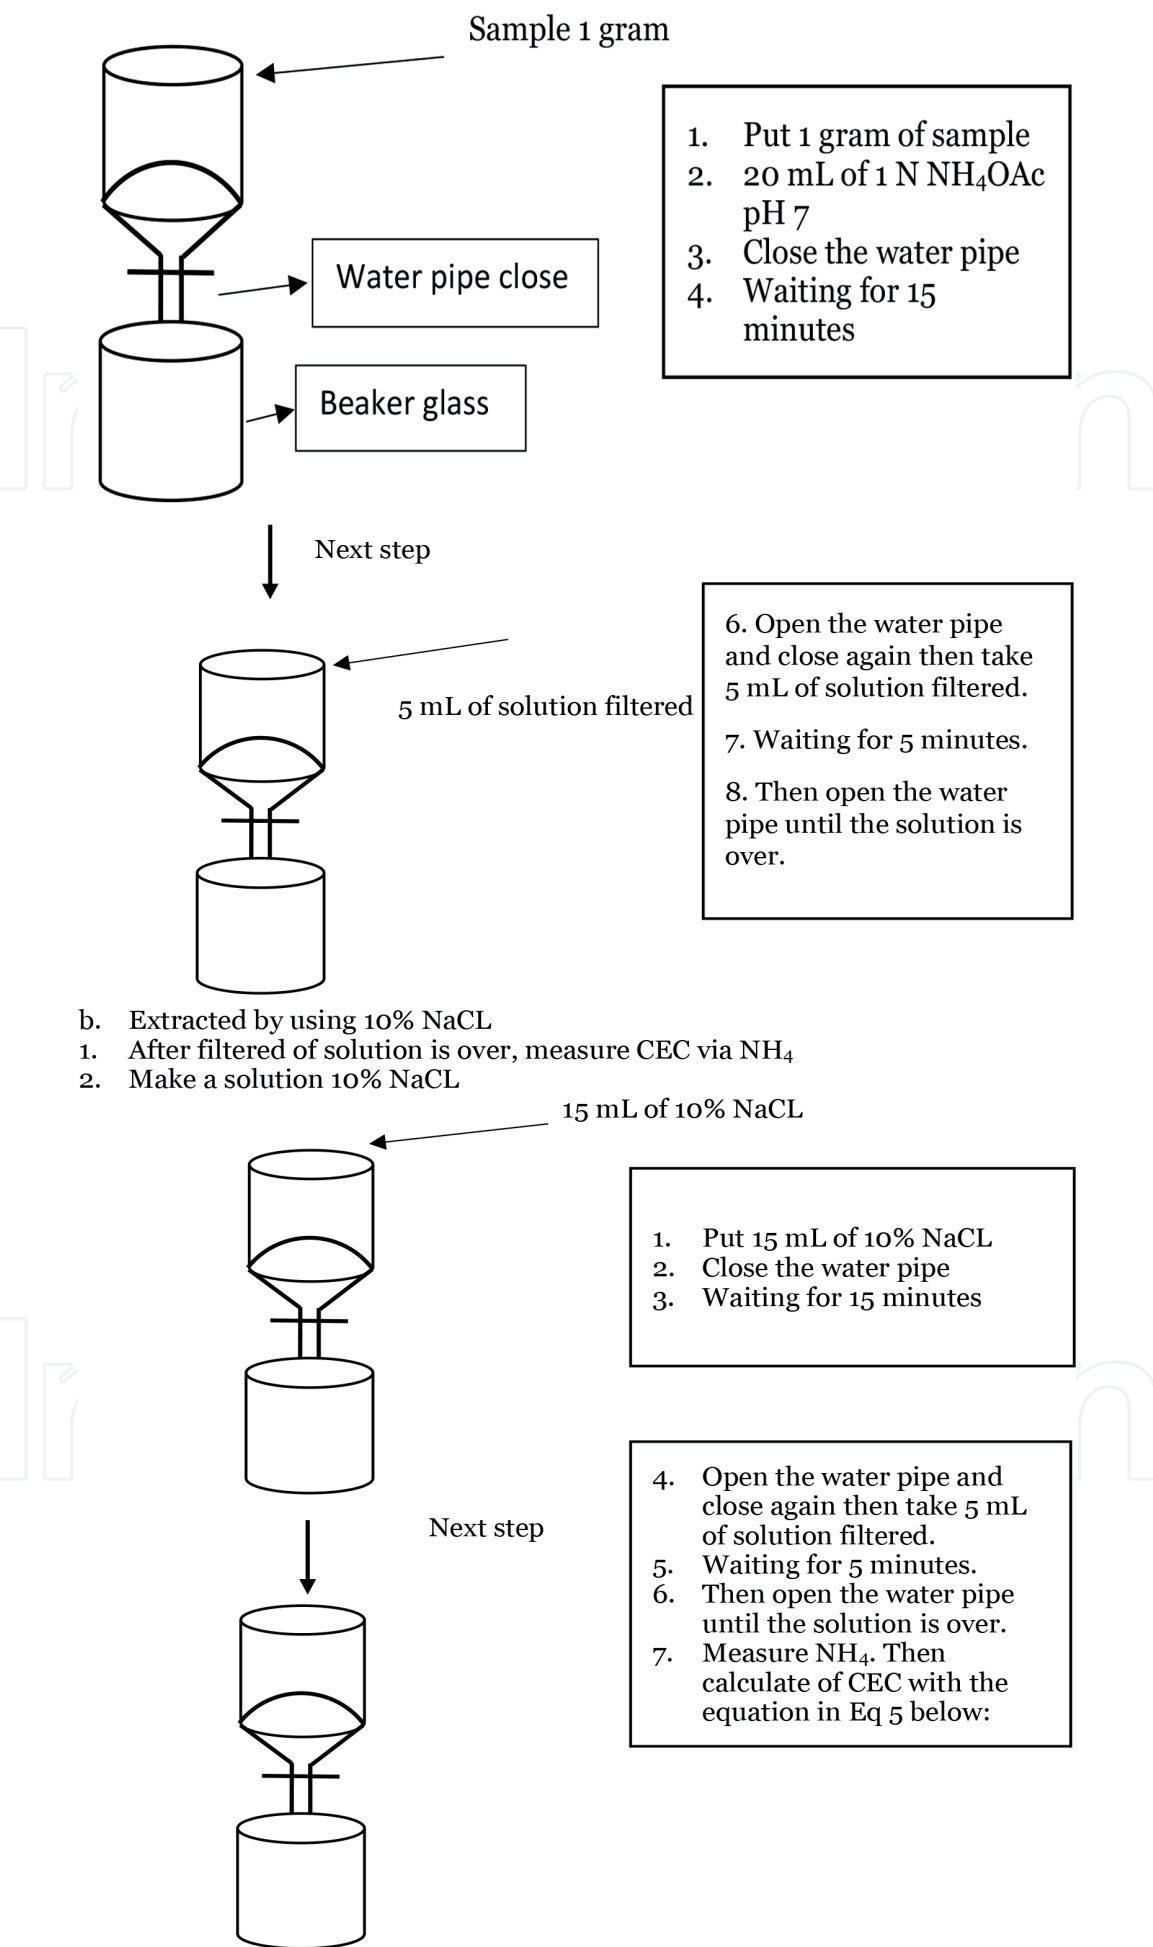 Sample 1 gram
1. Put 1 gram of sample
2. 20 mL of 1 N NH₄OAc
pH 7
3. Close the water pipe
4. Waiting for 15
minutes
Water pipe close
Beaker glass
Next step
5 mL of solution filtered
6. Open the water pipe
and close again then take
5 mL of solution filtered.
7. Waiting for 5 minutes.
8. Then open the water
pipe until the solution is
over.
b. Extracted by using 10% NaCL
1. After filtered of solution is over, measure CEC via NH₄
2. Make a solution 10% NaCL
15 mL of 10% NaCL
1. Put 15 mL of 10% NaCL
2. Close the water pipe
3. Waiting for 15 minutes
Next step
4. Open the water pipe and
close again then take 5 mL
of solution filtered.
5. Waiting for 5 minutes.
6. Then open the water pipe
until the solution is over.
7. Measure NH₄. Then
calculate of CEC with the
equation in Eq 5 below: